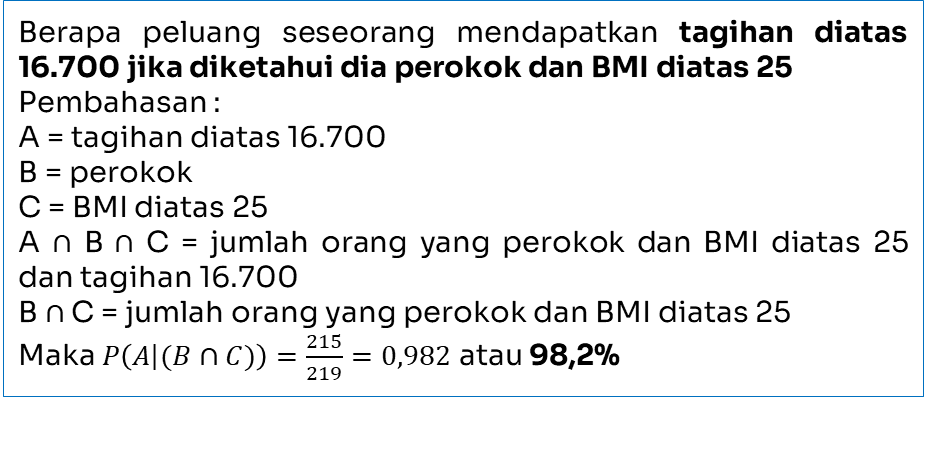 Berapa peluang seseorang mendapatkan tagihan diatas
16.700 jika diketahui dia perokok dan BMI diatas 25
Pembahasan :
A = tagihan diatas 16.700
B = perokok
C = BMI diatas 25
A ∩ B ∩ C = jumlah orang yang perokok dan BMI diatas 25
dan tagihan 16.700
B ∩ C = jumlah orang yang perokok dan BMI diatas 25
Maka P(A|(B ∩ C)) = 215/219 = 0,982 atau 98,2%